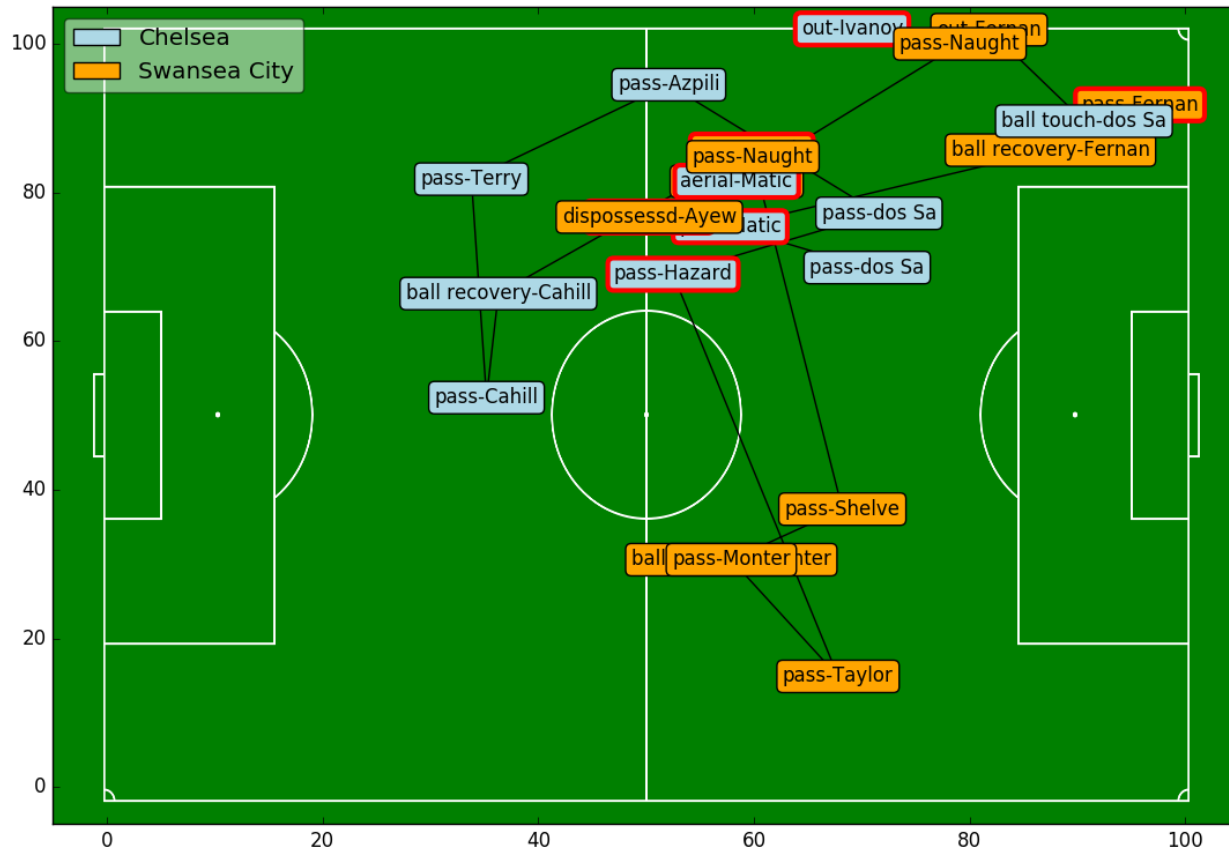 100
80
60
40
20
0
0
20
40
60
80
100
Chelsea
Swansea City
out-Ivanov
out-Fernan
pass-Naught
pass-Azpili
pass-Fernan
ball touch-dos Sa
ball recovery-Fernan
pass-Naught
pass-Terry
aerial-Matic
dispossessd-Ayew
pass-dos Sa
pass-Hazard
pass-dos Sa
ball recovery-Cahill
pass-Cahill
pass-Shelve
ball
pass-Monter
pass-Taylor